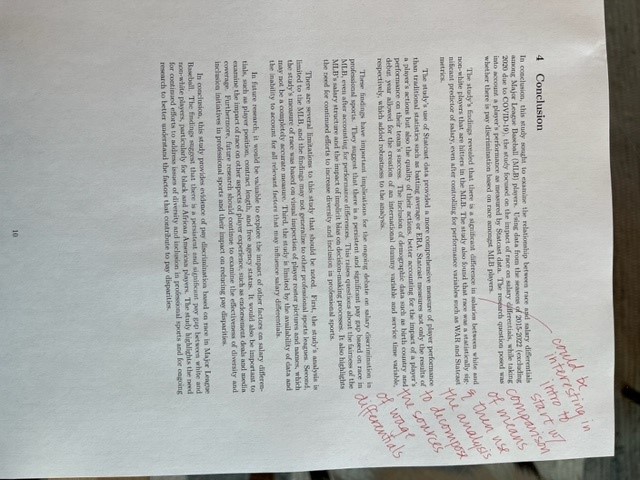 could be
interesting in
intro to
start w/
comparison
of means
& then use
the analysis
to decompose
the sources
of wage
differentials
4 Conclusion
In conclusion, this study sought to examine the relationship between race and salary differentials
among Major League Baseball (MLB) players. Using data from the seasons of 2015-2022 (excluding
2020 due to COVID-19), the study focused on the impact of race on salary differentials, while taking
into account a player's performance as measured by Statcast data. The research question posed was
whether there is pay discrimination based on race amongst MLB players.
The study's findings revealed that there is a significant difference in salaries between white and
non-white players that are hitters in the MLB. The study also found that race was a statistically sig-
nificant predictor of salary, even after controlling for performance variables such as WAR and Statcast
metrics.
The study's use of Statcast data provided a more comprehensive measure of player performance
than traditional statistics such as batting average or ERA. Statcast measures not only the results of
a player's actions but also the quality of their actions, better accounting for the impact of a player's
performance on their team's success. The inclusion of demographic data such as birth country and
debut year allowed for the creation of an international dummy variable and service time variable,
respectively, which added robustness to the analysis.
These findings have important implications for the ongoing debate on salary discrimination in
professional sports. They suggest that there is a persistent and significant pay gap based on race in
MLB, even after accounting for performance differences. This raises questions about the fairness of the
MLB's salary structure and the impact of implicit bias on decision-making processes. It also highlights
the need for continued efforts to increase diversity and inclusion in professional sports.
There are several limitations to this study that should be noted. First, the study's analysis is
limited to the MLB, and the findings may not generalize to other professional sports leagues. Second,
the study's measure of race was based on visual inspection of player roster pictures and names, which
may not be a completely accurate measure. Third, the study is limited by the availability of data and
the inability to account for all relevant factors that may influence salary differentials.
In future research, it would be valuable to explore the impact of other factors on salary differen-
tials, such as player position, contract length, and free agency status. It would also be important to
examine the impact of race on other aspects of player experience, such as endorsement deals and media
coverage. Furthermore, future research should continue to examine the effectiveness of diversity and
inclusion initiatives in professional sports and their impact on reducing pay disparities.
In conclusion, this study provides evidence of pay discrimination based on race in Major League
Baseball. The findings suggest that there is a persistent and significant pay gap between white and
non-white players, particularly for black and African American players. The study highlights the need
for continued efforts to address issues of diversity and inclusion in professional sports and for ongoing
research to better understand the factors that contribute to pay disparities.
10